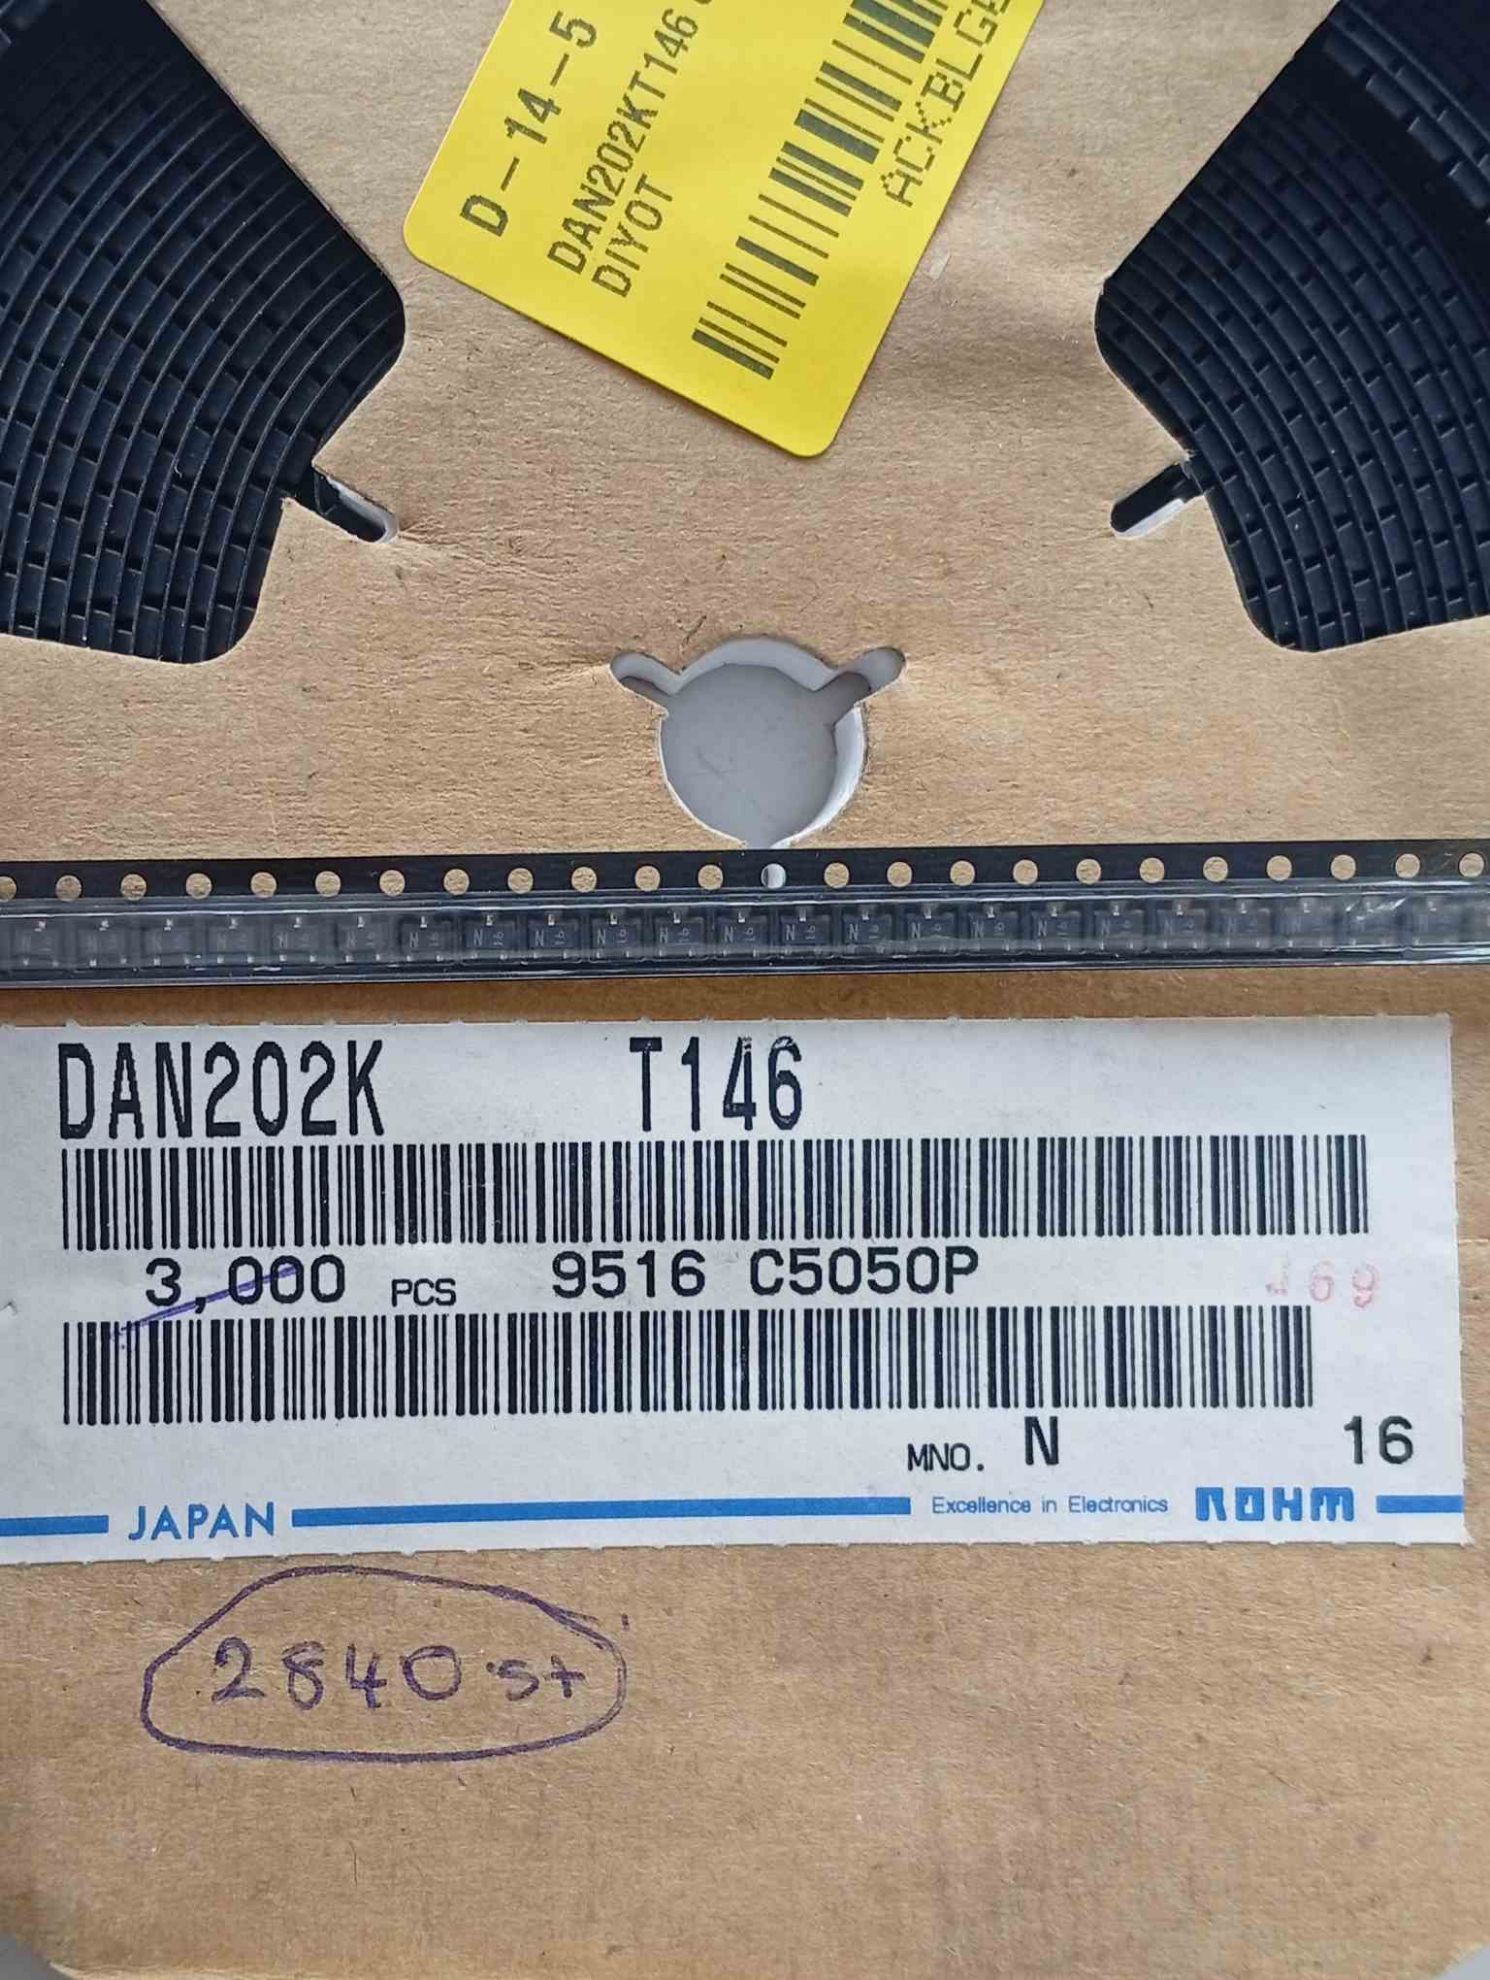 D-14-5
DAN202KT146
DIYOT
DAN202K T146
3,000 PCS 9516 C5050P
MNO. N 16
JAPAN Excellence in Electronics ROHM
2840 st